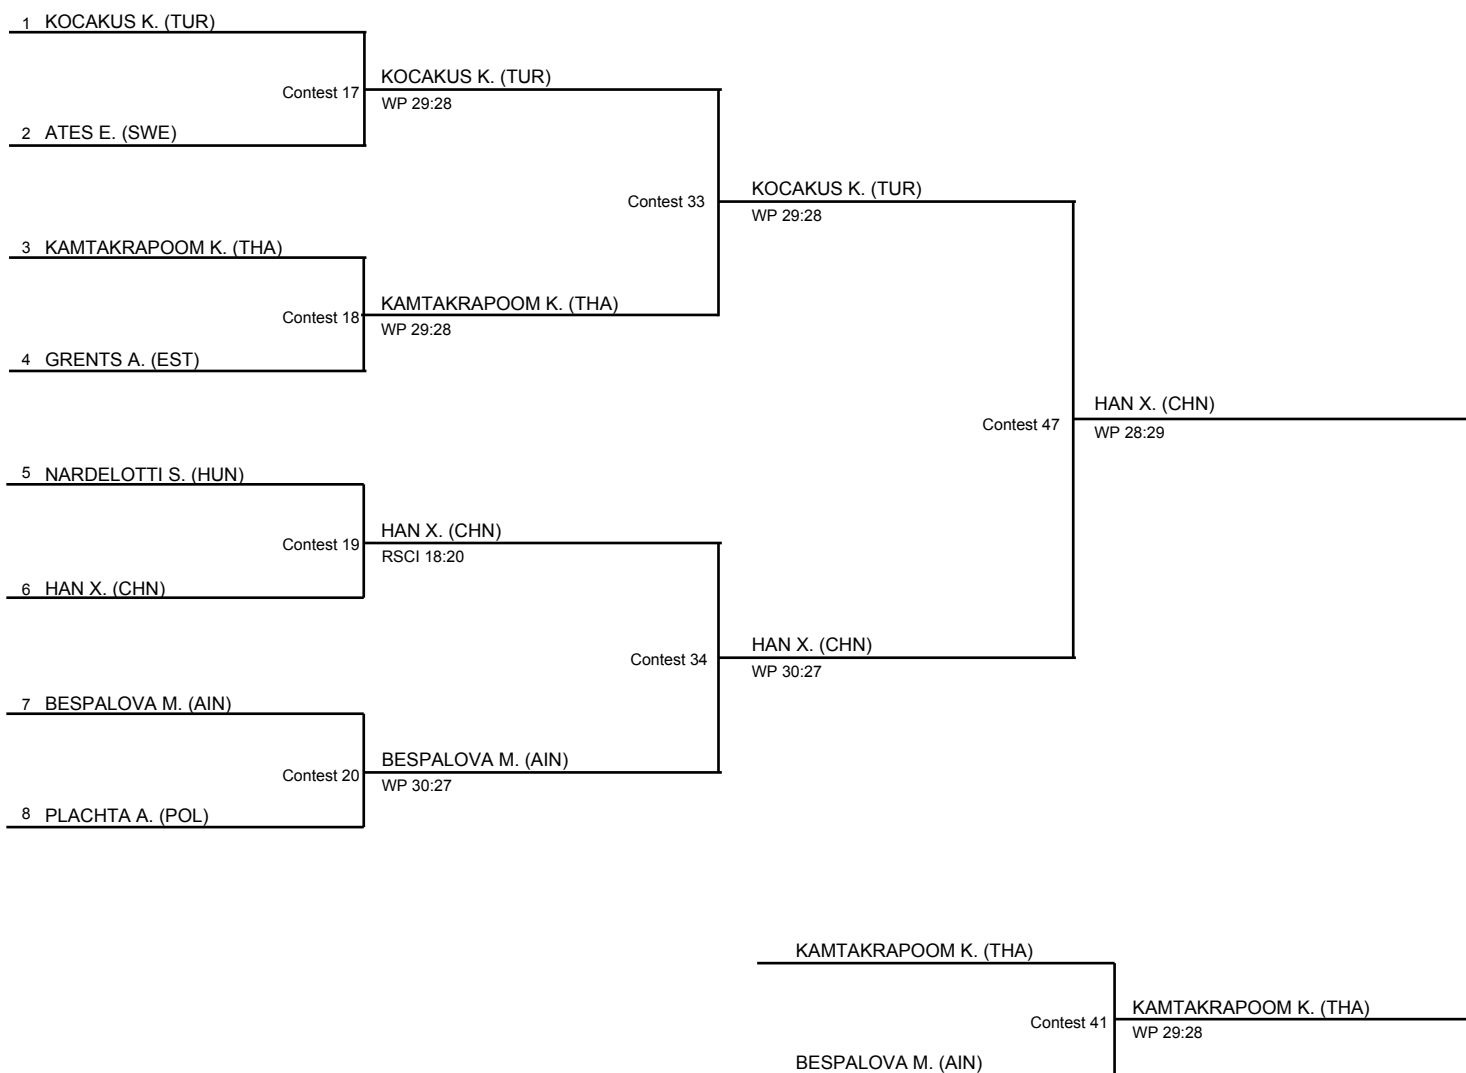 1 KOCAKUS K. (TUR)
Contest 17
KOCAKUS K. (TUR)
WP 29:28
2 ATES E. (SWE)
Contest 33
KOCAKUS K. (TUR)
WP 29:28
3 KAMTAKRAPOOM K. (THA)
Contest 18
KAMTAKRAPOOM K. (THA)
WP 29:28
4 GRENTS A. (EST)
Contest 47
HAN X. (CHN)
WP 28:29
5 NARDELOTTI S. (HUN)
Contest 19
HAN X. (CHN)
RSCI 18:20
6 HAN X. (CHN)
Contest 34
HAN X. (CHN)
WP 30:27
7 BESPALOVA M. (AIN)
Contest 20
BESPALOVA M. (AIN)
WP 30:27
8 PLACHTA A. (POL)
KAMTAKRAPOOM K. (THA)
Contest 41
KAMTAKRAPOOM K. (THA)
WP 29:28
BESPALOVA M. (AIN)